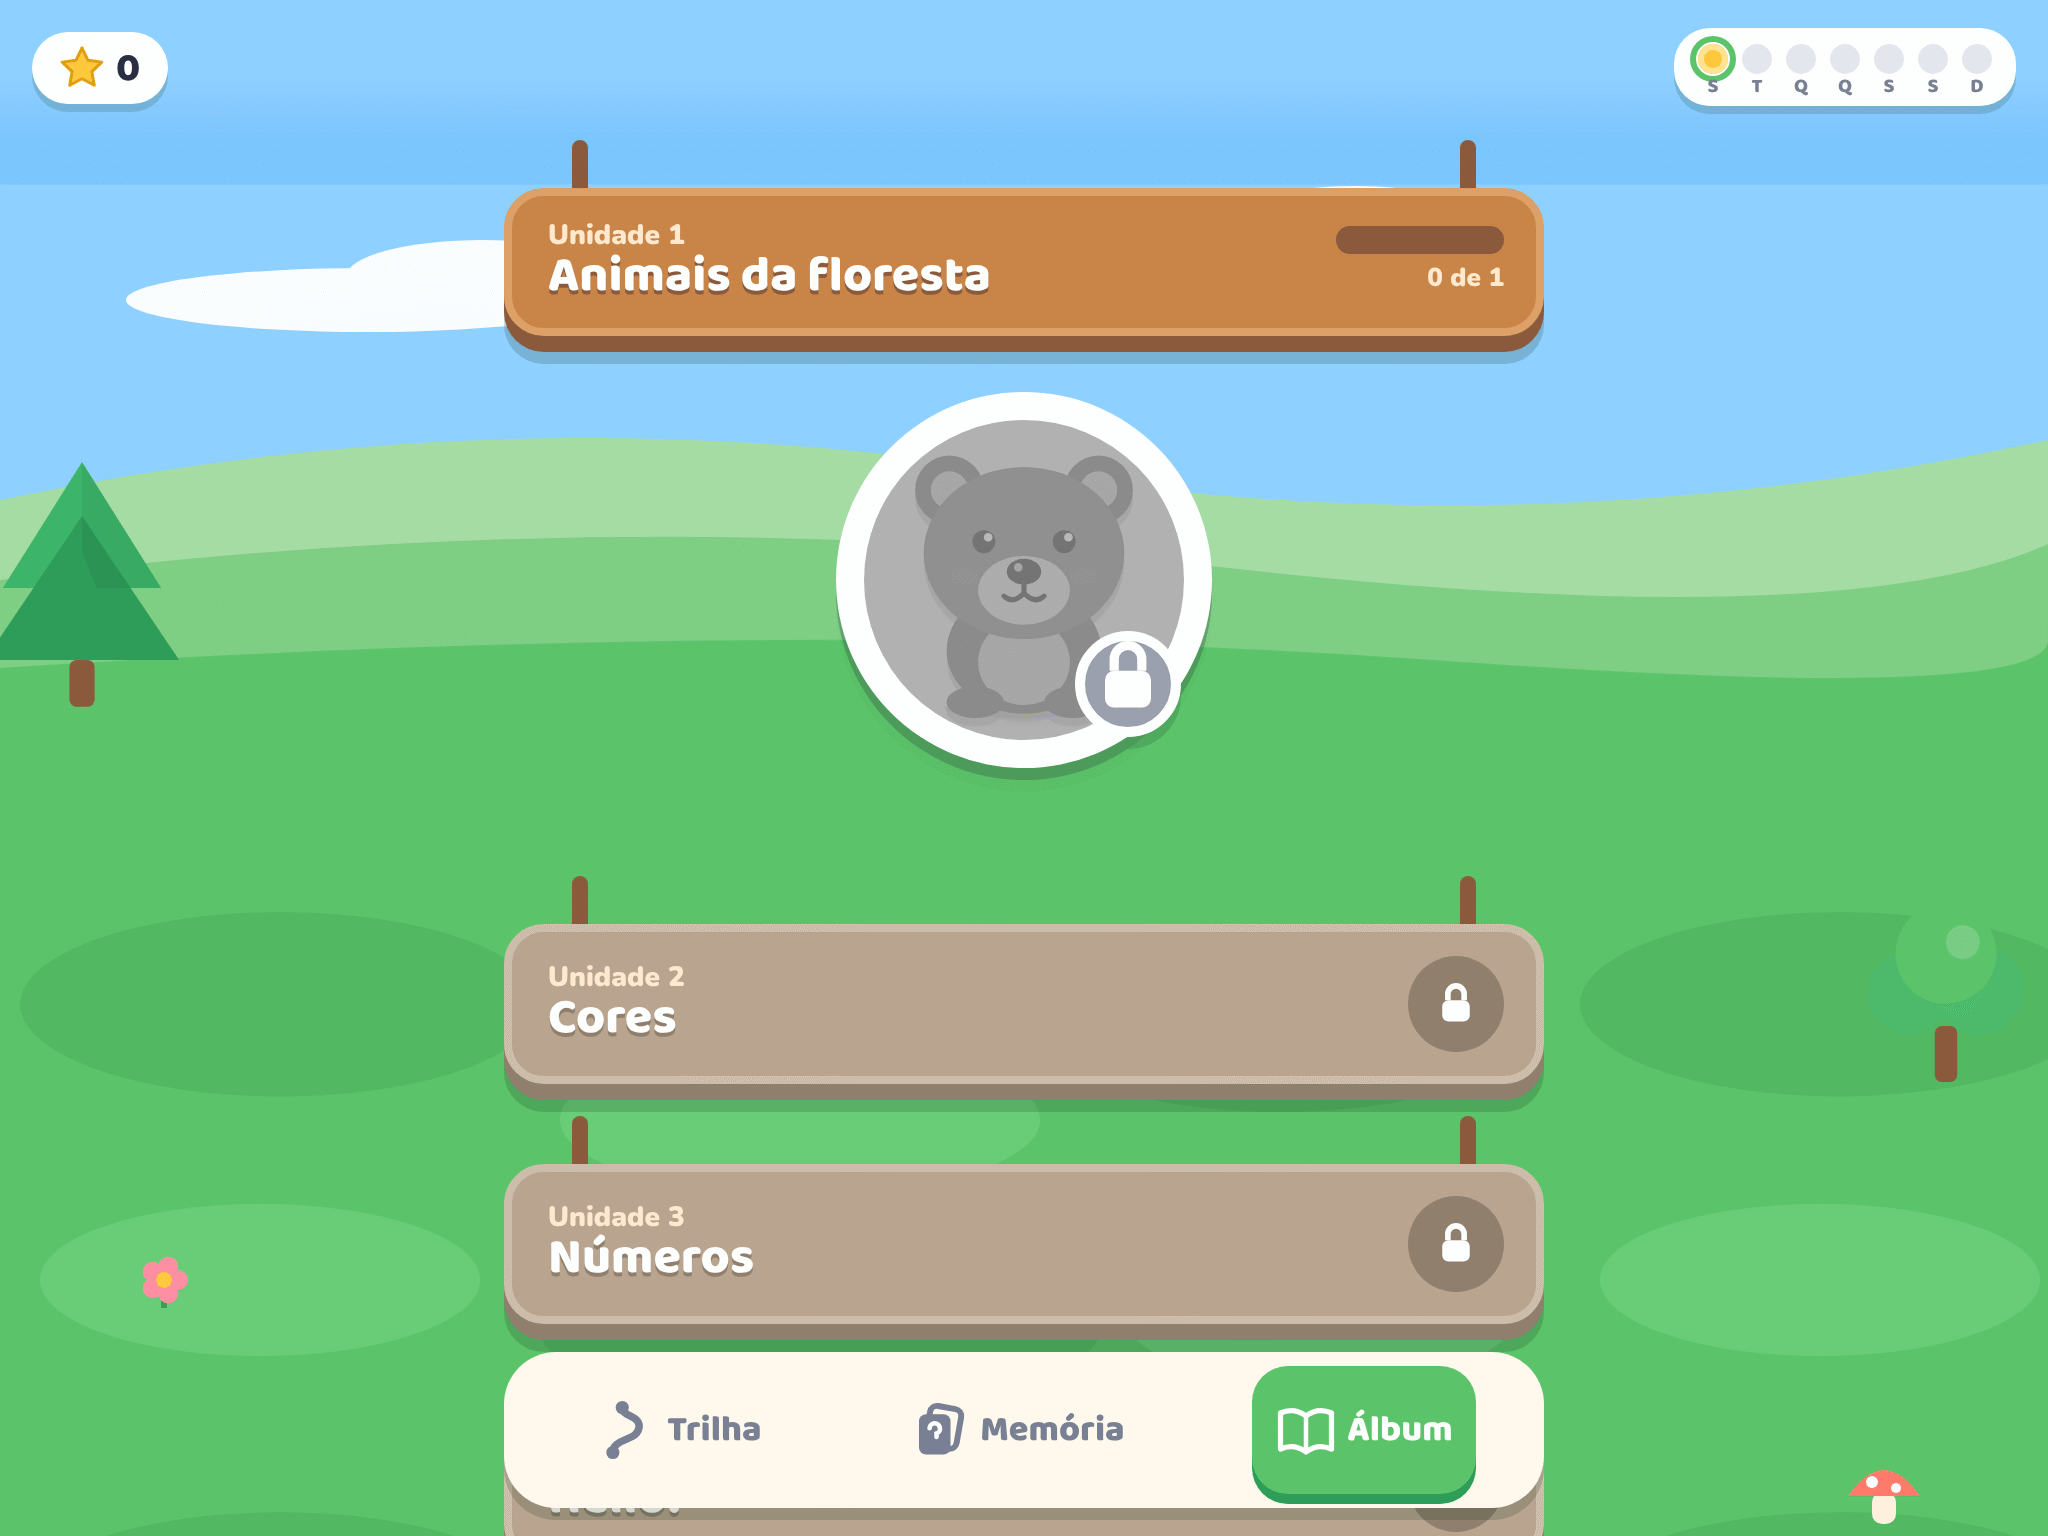 0
S T Q Q S S D
Unidade 1
Animais da floresta
0 de 1
Unidade 2
Cores
Unidade 3
Números
Trilha
Memória
Álbum